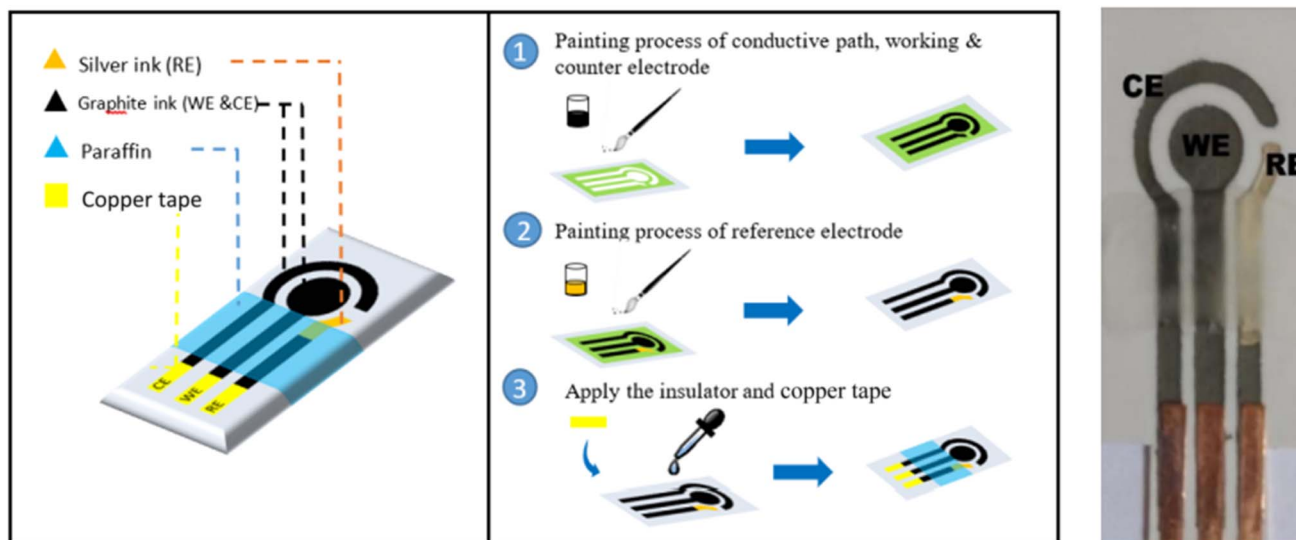 Silver ink (RE)
Graphite ink (WE &CE)
Paraffin
Copper tape
CE
WE
RE
1
Painting process of conductive path, working &
counter electrode
2
Painting process of reference electrode
3
Apply the insulator and copper tape
CE
WE
RE